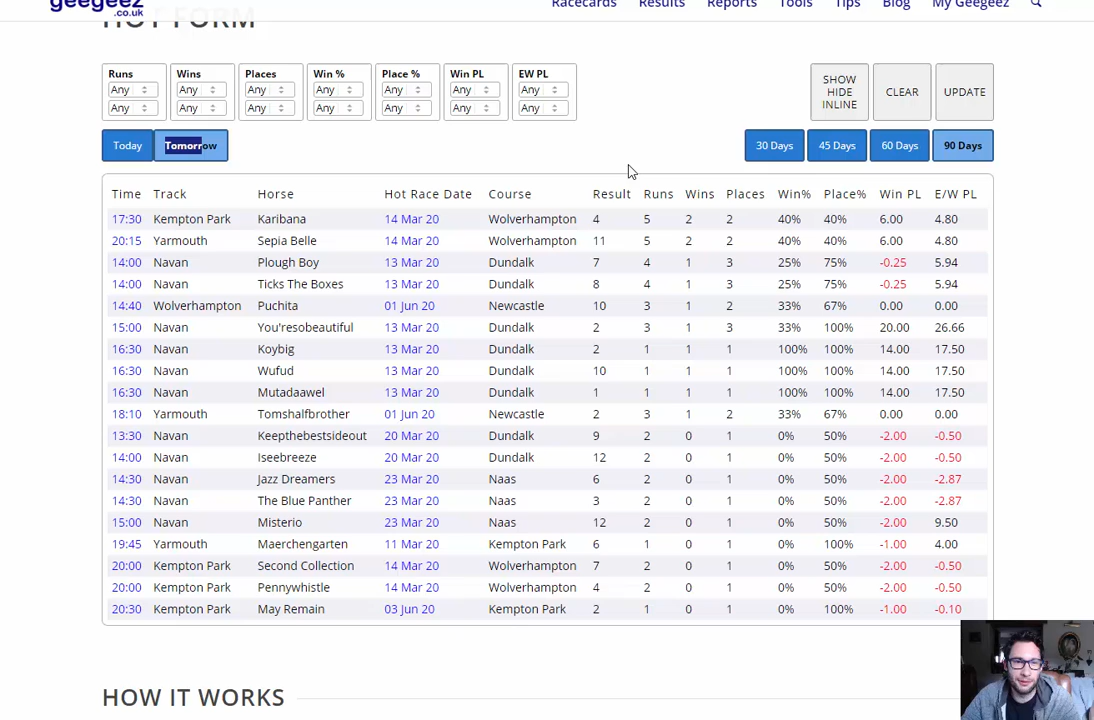 geegeez
.co.uk
Racecards Results Reports Tools Tips Blog My Geegeez
HOT FORM
Runs Wins Places Win % Place % Win PL EW PL
Any Any Any Any Any Any Any
Any Any Any Any Any Any Any
SHOW
HIDE
INLINE
CLEAR UPDATE
Today Tomorrow 30 Days 45 Days 60 Days 90 Days
Time Track Horse Hot Race Date Course Result Runs Wins Places Win% Place% Win PL E/W PL
17:30 Kempton Park Karibana 14 Mar 20 Wolverhampton 4 5 2 2 40% 40% 6.00 4.80
20:15 Yarmouth Sepia Belle 14 Mar 20 Wolverhampton 11 5 2 2 40% 40% 6.00 4.80
14:00 Navan Plough Boy 13 Mar 20 Dundalk 7 4 1 3 25% 75% -0.25 5.94
14:00 Navan Ticks The Boxes 13 Mar 20 Dundalk 8 4 1 3 25% 75% -0.25 5.94
14:40 Wolverhampton Puchita 01 Jun 20 Newcastle 10 3 1 2 33% 67% 0.00 0.00
15:00 Navan You'resobeautiful 13 Mar 20 Dundalk 2 3 1 3 33% 100% 20.00 26.66
16:30 Navan Koybig 13 Mar 20 Dundalk 2 1 1 1 100% 100% 14.00 17.50
16:30 Navan Wufud 13 Mar 20 Dundalk 10 1 1 1 100% 100% 14.00 17.50
16:30 Navan Mutadaawel 13 Mar 20 Dundalk 1 1 1 1 100% 100% 14.00 17.50
18:10 Yarmouth Tomshalfbrother 01 Jun 20 Newcastle 2 3 1 2 33% 67% 0.00 0.00
13:30 Navan Keepthebestsideout 20 Mar 20 Dundalk 9 2 0 1 0% 50% -2.00 -0.50
14:00 Navan Iseebreeze 20 Mar 20 Dundalk 12 2 0 1 0% 50% -2.00 -0.50
14:30 Navan Jazz Dreamers 23 Mar 20 Naas 6 2 0 1 0% 50% -2.00 -2.87
14:30 Navan The Blue Panther 23 Mar 20 Naas 3 2 0 1 0% 50% -2.00 -2.87
15:00 Navan Misterio 23 Mar 20 Naas 12 2 0 1 0% 50% -2.00 9.50
19:45 Yarmouth Maerchengarten 11 Mar 20 Kempton Park 6 1 0 1 0% 100% -1.00 4.00
20:00 Kempton Park Second Collection 14 Mar 20 Wolverhampton 7 2 0 1 0% 50% -2.00 -0.50
20:00 Kempton Park Pennywhistle 14 Mar 20 Wolverhampton 4 2 0 1 0% 50% -2.00 -0.50
20:30 Kempton Park May Remain 03 Jun 20 Kempton Park 2 1 0 1 0% 100% -1.00 -0.10
HOW IT WORKS